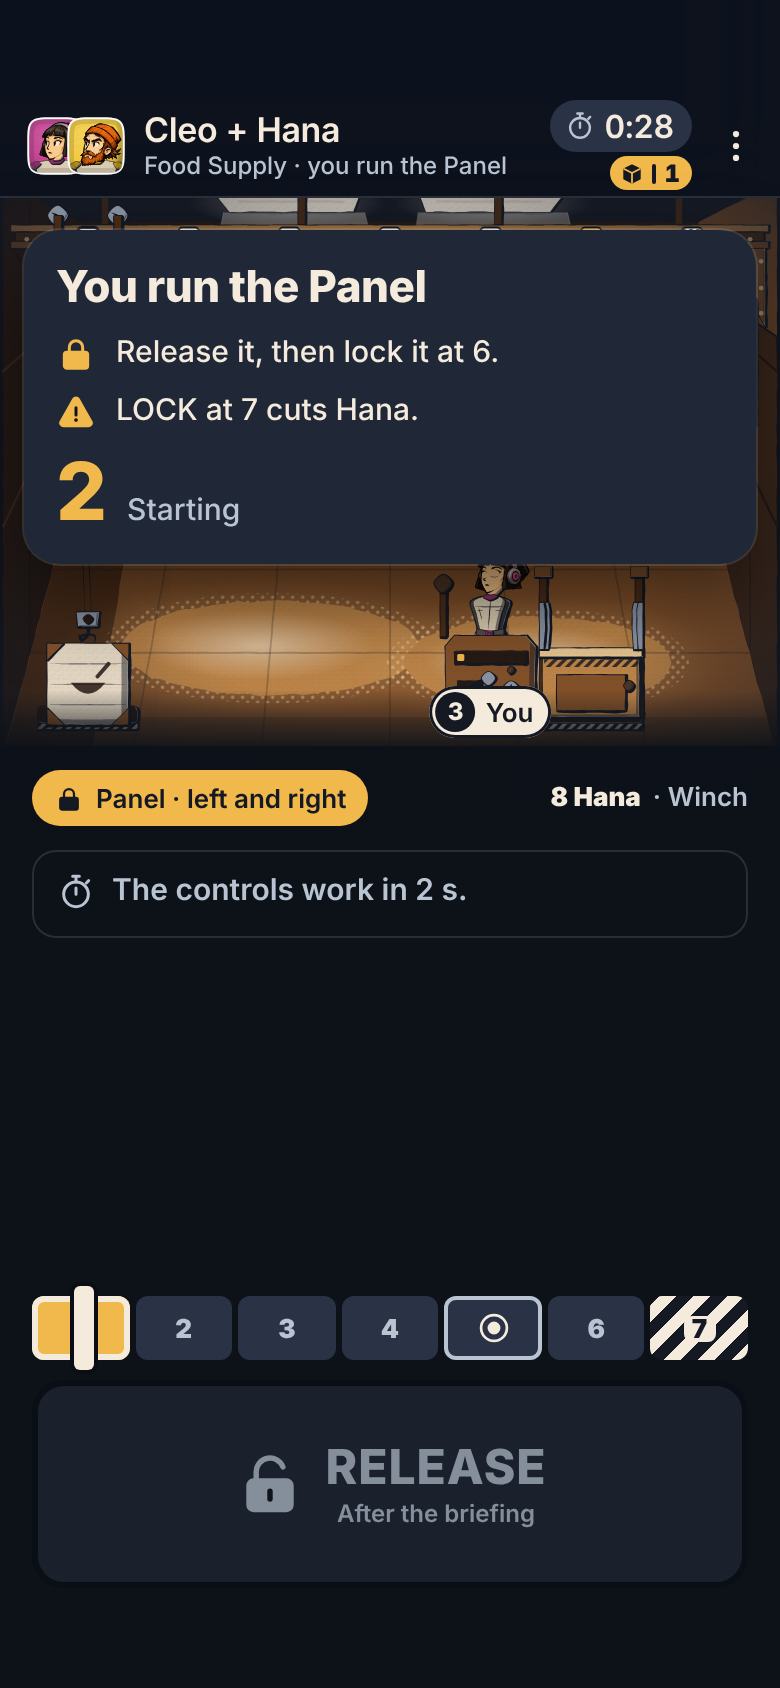 Cleo + Hana
Food Supply · you run the Panel
0:28
1
You run the Panel
Release it, then lock it at 6.
LOCK at 7 cuts Hana.
2 Starting
3 You
Panel · left and right
8 Hana · Winch
The controls work in 2 s.
2 3 4 6 7
RELEASE
After the briefing